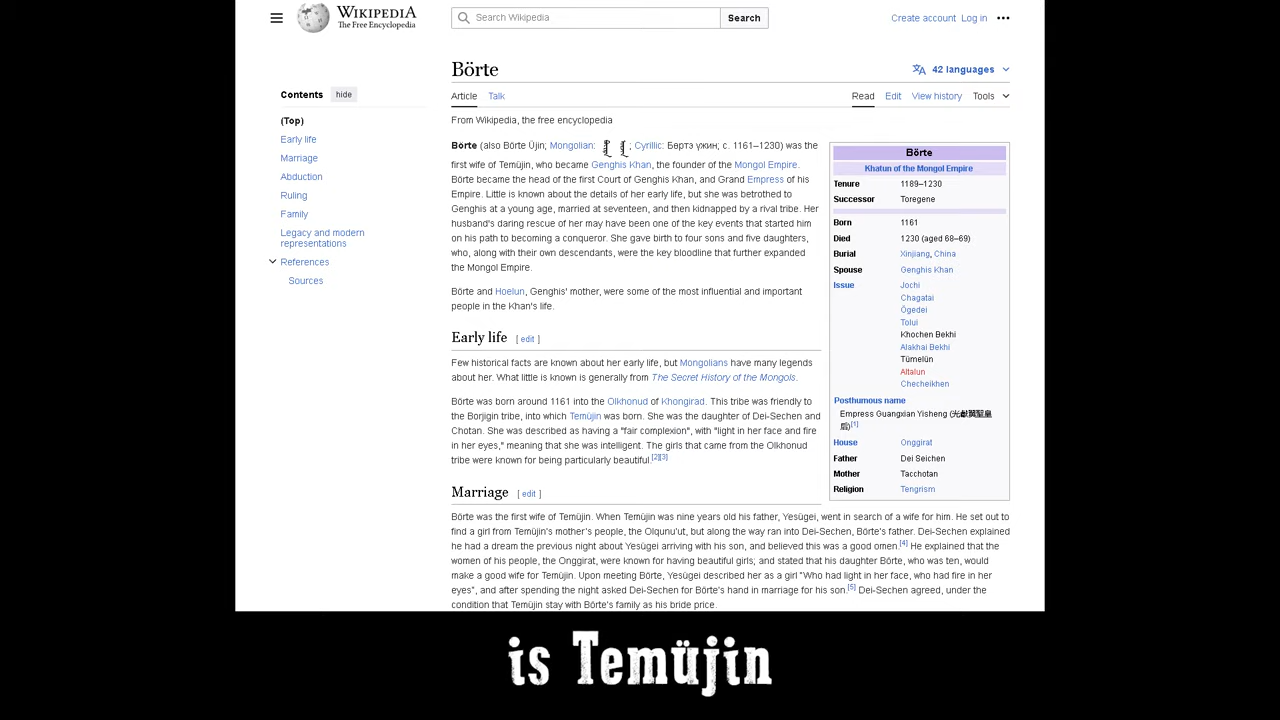 WIKIPEDIA
The Free Encyclopedia
Search Wikipedia
Search
Create account Log in
Contents hide
(Top)
Early life
Marriage
Abduction
Ruling
Family
Legacy and modern
representations
References
Sources
Börte
42 languages
Article Talk
Read Edit View history Tools
From Wikipedia, the free encyclopedia
Börte (also Börte Üjin; Mongolian: ; Cyrillic: Бөртэ үжин; c. 1161–1230) was the
first wife of Temüjin, who became Genghis Khan, the founder of the Mongol Empire.
Börte became the head of the first Court of Genghis Khan, and Grand Empress of his
Empire. Little is known about the details of her early life, but she was betrothed to
Genghis at a young age, married at seventeen, and then kidnapped by a rival tribe. Her
husband's daring rescue of her may have been one of the key events that started him
on his path to becoming a conqueror. She gave birth to four sons and five daughters,
who, along with their own descendants, were the key bloodline that further expanded
the Mongol Empire.
Börte and Hoelun, Genghis' mother, were some of the most influential and important
people in the Khan's life.
Early life [ edit ]
Few historical facts are known about her early life, but Mongolians have many legends
about her. What little is known is generally from The Secret History of the Mongols.
Börte was born around 1161 into the Olkhonud of Khongirad. This tribe was friendly to
the Borjigin tribe, into which Temüjin was born. She was the daughter of Dei-Sechen and
Chotan. She was described as having a "fair complexion", with "light in her face and fire
in her eyes," meaning that she was intelligent. The girls that came from the Olkhonud
tribe were known for being particularly beautiful.[2][3]
Marriage [ edit ]
Börte was the first wife of Temüjin. When Temüjin was nine years old his father, Yesügei, went in search of a wife for him. He set out to
find a girl from Temüjin's mother's people, the Olqunu'ut, but along the way ran into Dei-Sechen, Börte's father. Dei-Sechen explained
he had a dream the previous night about Yesügei arriving with his son, and believed this was a good omen.[4] He explained that the
women of his people, the Onggirat, were known for having beautiful girls; and stated that his daughter Börte, who was ten, would
make a good wife for Temüjin. Upon meeting Börte, Yesügei described her as a girl "Who had light in her face, who had fire in her
eyes", and after spending the night asked Dei-Sechen for Börte's hand in marriage for his son.[5] Dei-Sechen agreed, under the
condition that Temüjin stay with Börte's family as his bride price.
Börte
Khatun of the Mongol Empire
Tenure 1189–1230
Successor Toregene
Born 1161
Died 1230 (aged 68–69)
Burial Xinjiang, China
Spouse Genghis Khan
Issue Jochi
Chagatai
Ögedei
Tolui
Khochen Bekhi
Alakhai Bekhi
Tümelün
Altalun
Checheikhen
Posthumous name
Empress Guangxian Yisheng (光獻翼聖皇
后)[1]
House Onggirat
Father Dei Seichen
Mother Tacchotan
Religion Tengrism
is Temüjin